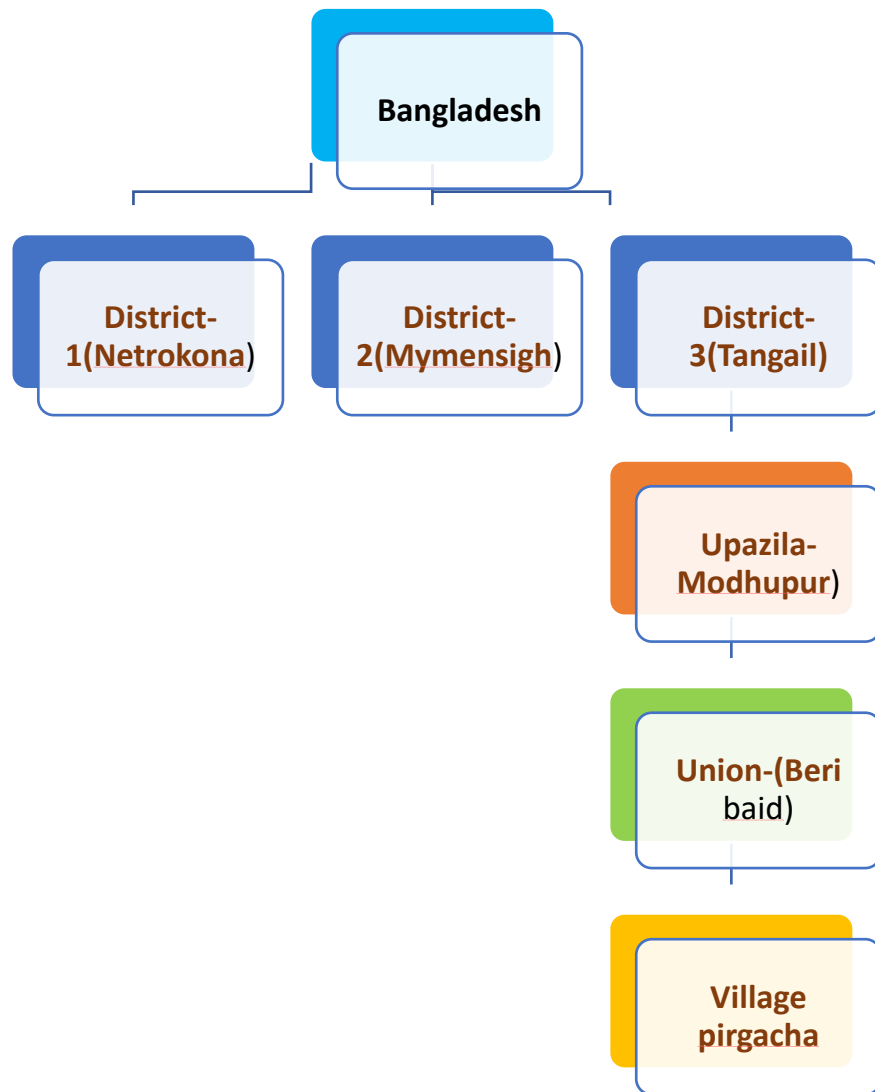 Bangladesh
District-
1(Netrokona)
District-
2(Mymensigh)
District-
3(Tangail)
Upazila-
Modhupur)
Union-(Beri
baid)
Village
pirgacha